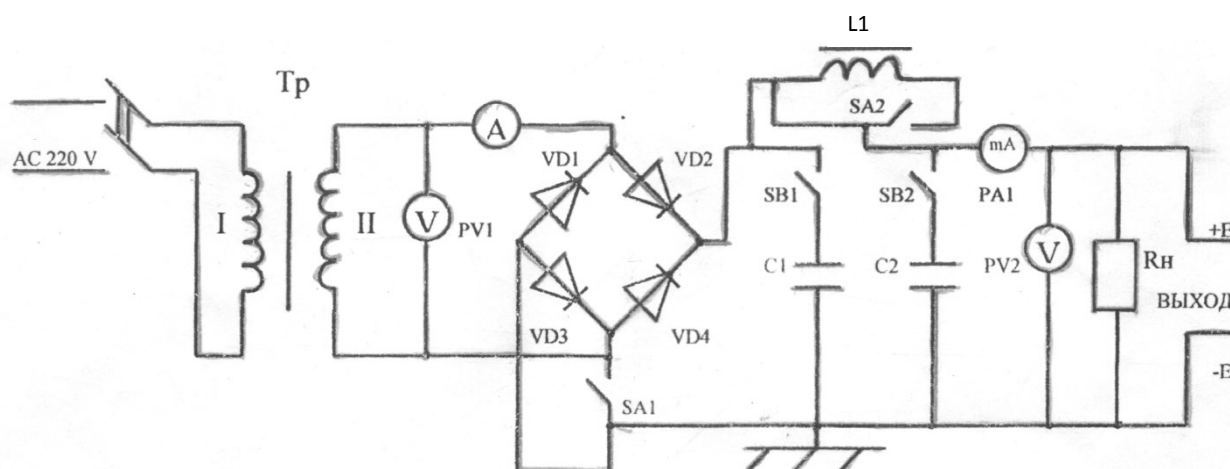 L1
Тр
SA2
AC 220 V
A
VD1
VD2
mA
SB1
SB2
PA1
I
II
V
PV1
+E
C1
C2
PV2
V
Rн
ВЫХОД
VD3
VD4
-E
SA1